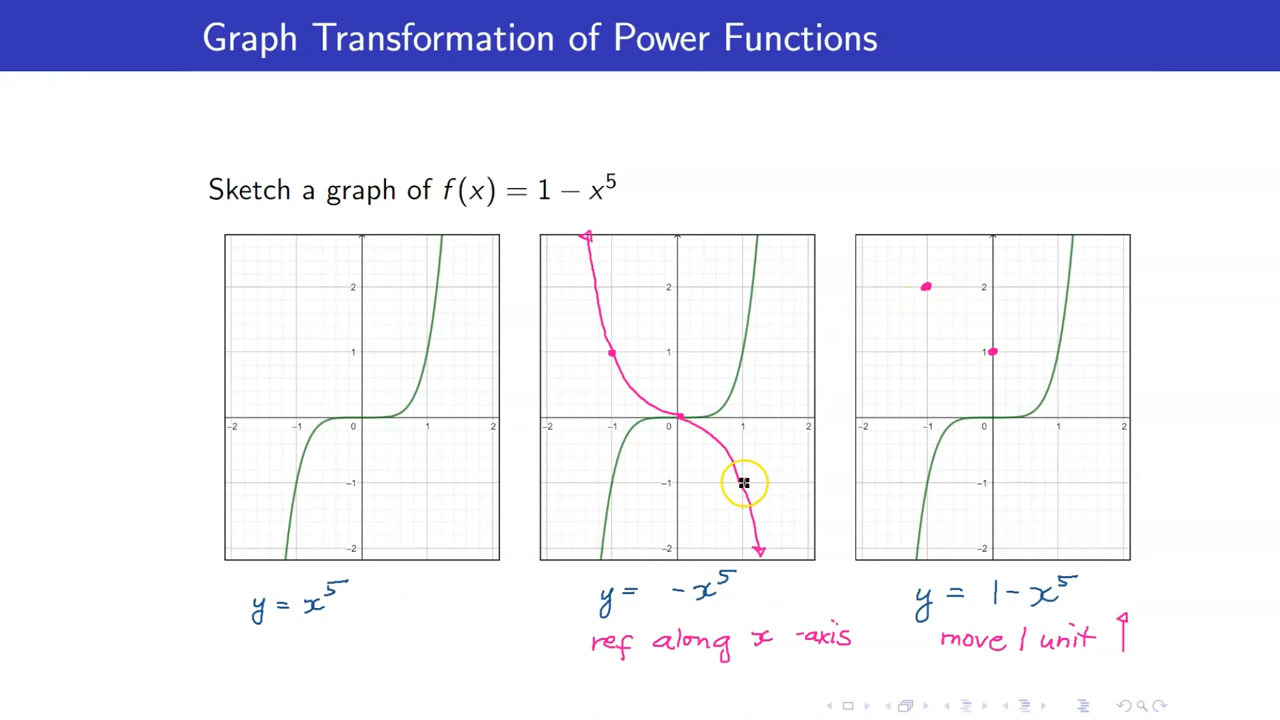 Graph Transformation of Power Functions
Sketch a graph of f(x) = 1 − x⁵
2
1
−2 −1 0 1 2
−1
−2
2
1
−2 −1 0 1 2
−1
−2
2
1
−2 −1 0 1 2
−1
−2
y = x⁵
y = -x⁵
y = 1-x⁵
ref along x -axis
move 1 unit ↑